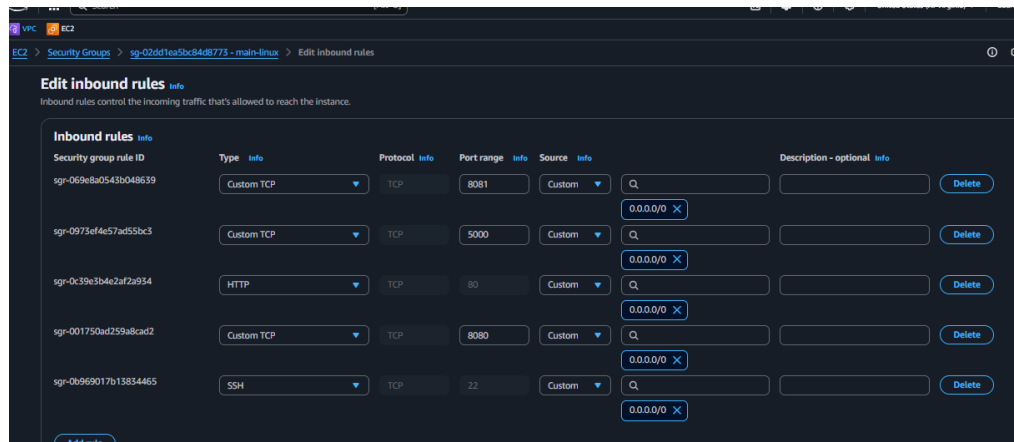 VPC EC2
EC2 > Security Groups > sg-02dd1ea5bc84d8773 - main-linux > Edit inbound rules
Edit inbound rules Info
Inbound rules control the incoming traffic that's allowed to reach the instance.
Inbound rules Info
Security group rule ID Type Info Protocol Info Port range Info Source Info Description - optional Info
sgr-069e8a0543b048639 Custom TCP TCP 8081 Custom Delete
0.0.0.0/0
sgr-0973ef4e57ad55bc3 Custom TCP TCP 5000 Custom Delete
0.0.0.0/0
sgr-0c39e3b4e2af2a934 HTTP TCP 80 Custom Delete
0.0.0.0/0
sgr-001750ad259a8cad2 Custom TCP TCP 8080 Custom Delete
0.0.0.0/0
sgr-0b969017b13834465 SSH TCP 22 Custom Delete
0.0.0.0/0
Add rule